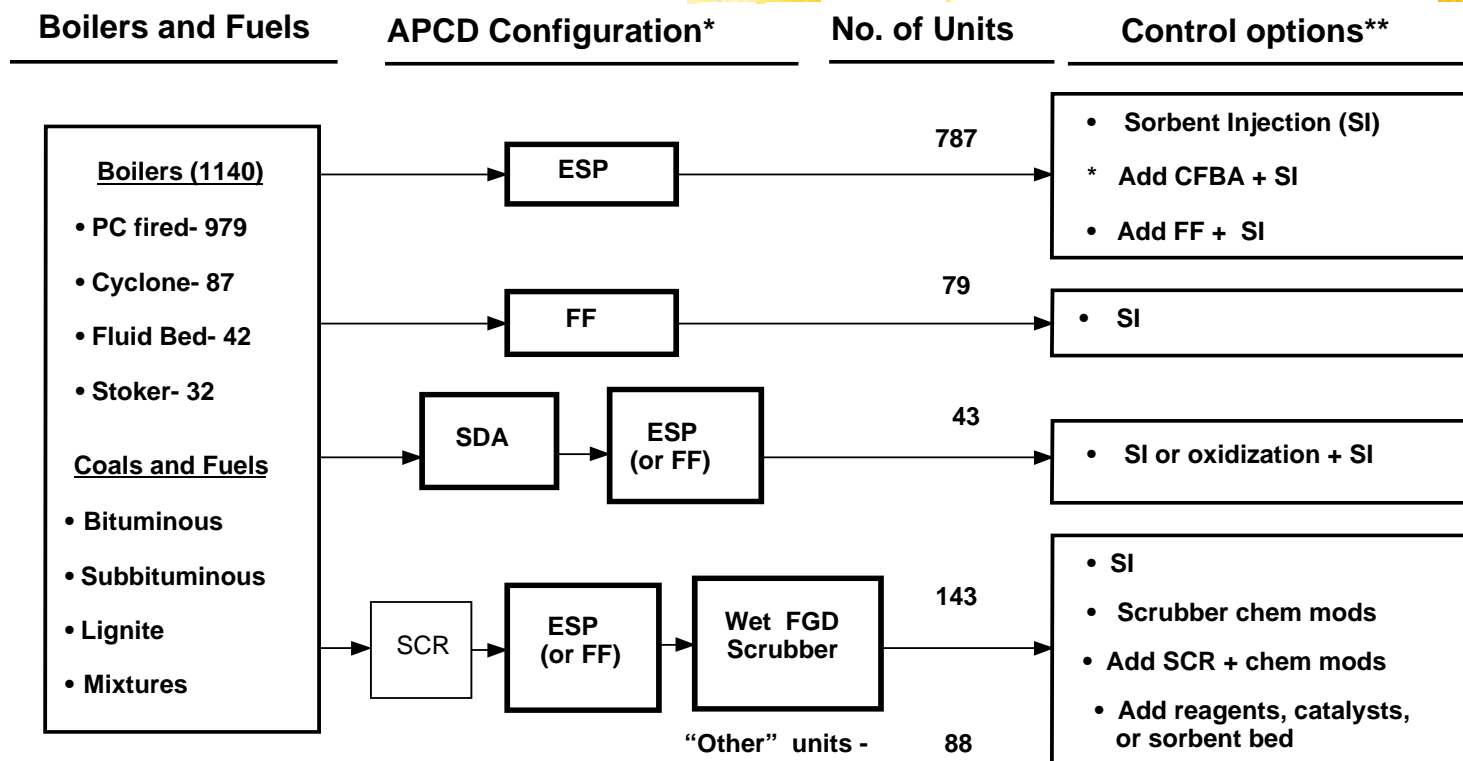 Boilers and Fuels
APCD Configuration*
No. of Units
Control options**
Boilers (1140)
• PC fired- 979
• Cyclone- 87
• Fluid Bed- 42
• Stoker- 32
Coals and Fuels
• Bituminous
• Subbituminous
• Lignite
• Mixtures
ESP
787
• Sorbent Injection (SI)
* Add CFBA + SI
• Add FF + SI
FF
79
• SI
SDA
ESP
(or FF)
43
• SI or oxidization + SI
SCR
ESP
(or FF)
Wet FGD
Scrubber
143
• SI
• Scrubber chem mods
• Add SCR + chem mods
• Add reagents, catalysts,
or sorbent bed
“Other” units - 88